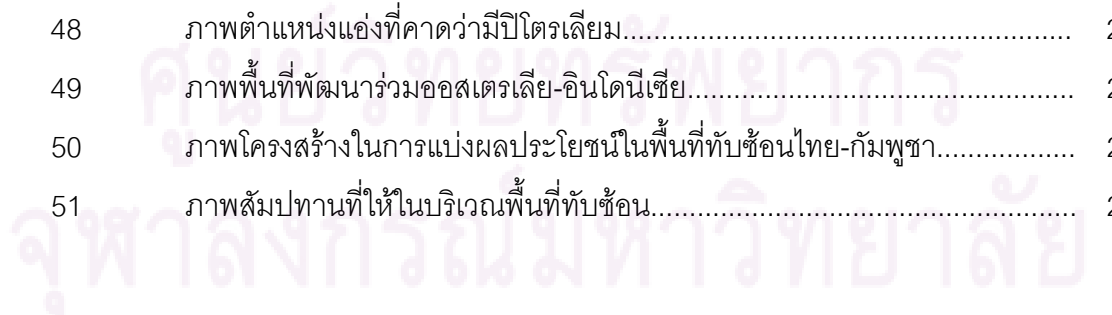 48 ภาพตำแหน่งแอ่งที่คาดว่ามีปิโตรเลียม........................................................ 2
ศูนย์วิทยทรัพยากร
49 ภาพพื้นที่พัฒนาร่วมออสเตรเลีย-อินโดนีเซีย................................................ 2
50 ภาพโครงสร้างในการแบ่งผลประโยชน์ในพื้นที่ทับซ้อนไทย-กัมพูชา.................. 2
51 ภาพสัมปทานที่ให้ในบริเวณพื้นที่ทับซ้อน..................................................... 2
จุฬาลงกรณ์มหาวิทยาลัย